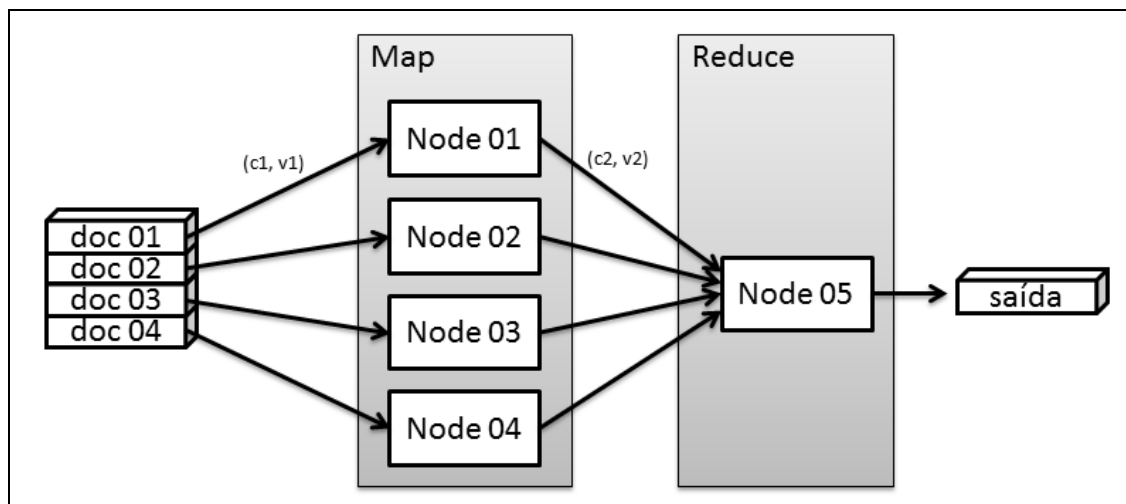 Map
Reduce
Node 01
(c1, v1)
(c2, v2)
doc 01
doc 02
doc 03
doc 04
Node 02
Node 03
Node 04
Node 05
saída